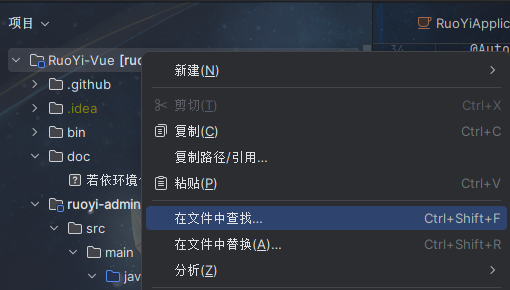 项目
RuoYiApplic
34 @Auto
RuoYi-Vue [ruo
.github
.idea
bin
doc
若依环境
ruoyi-admin
src
main
jav
新建(N)
剪切(T) Ctrl+X
复制(C) Ctrl+C
复制路径/引用...
粘贴(P) Ctrl+V
在文件中查找... Ctrl+Shift+F
在文件中替换(A)... Ctrl+Shift+R
分析(Z)